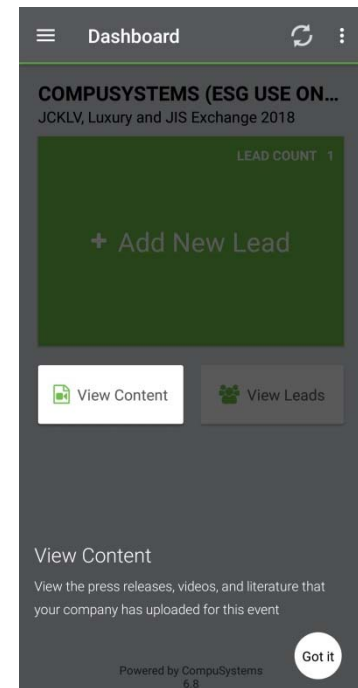 Dashboard
COMPUSYSTEMS (ESG USE ON...
JCKLV, Luxury and JIS Exchange 2018
LEAD COUNT 1
+ Add New Lead
View Content
View Leads
View Content
View the press releases, videos, and literature that
your company has uploaded for this event
Got it
Powered by CompuSystems
6.8